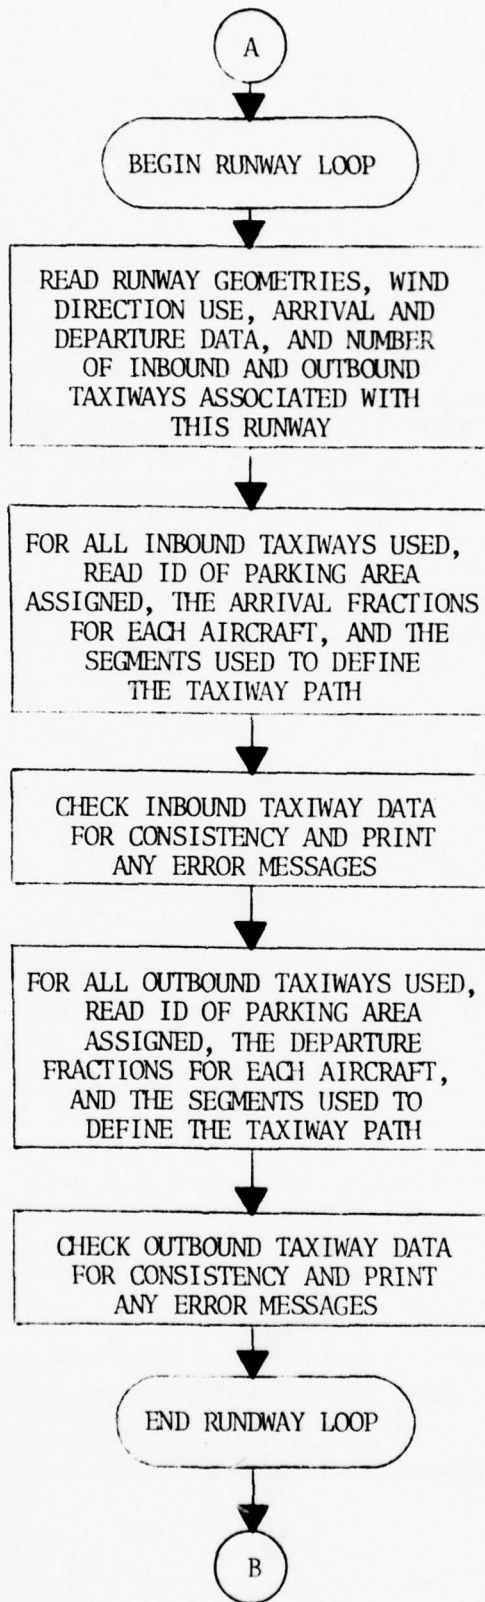 A
BEGIN RUNWAY LOOP
READ RUNWAY GEOMETRIES, WIND
DIRECTION USE, ARRIVAL AND
DEPARTURE DATA, AND NUMBER
OF INBOUND AND OUTBOUND
TAXIWAYS ASSOCIATED WITH
THIS RUNWAY
FOR ALL INBOUND TAXIWAYS USED,
READ ID OF PARKING AREA
ASSIGNED, THE ARRIVAL FRACTIONS
FOR EACH AIRCRAFT, AND THE
SEGMENTS USED TO DEFINE
THE TAXIWAY PATH
CHECK INBOUND TAXIWAY DATA
FOR CONSISTENCY AND PRINT
ANY ERROR MESSAGES
FOR ALL OUTBOUND TAXIWAYS USED,
READ ID OF PARKING AREA
ASSIGNED, THE DEPARTURE
FRACTIONS FOR EACH AIRCRAFT,
AND THE SEGMENTS USED TO
DEFINE THE TAXIWAY PATH
CHECK OUTBOUND TAXIWAY DATA
FOR CONSISTENCY AND PRINT
ANY ERROR MESSAGES
END RUNDWAY LOOP
B